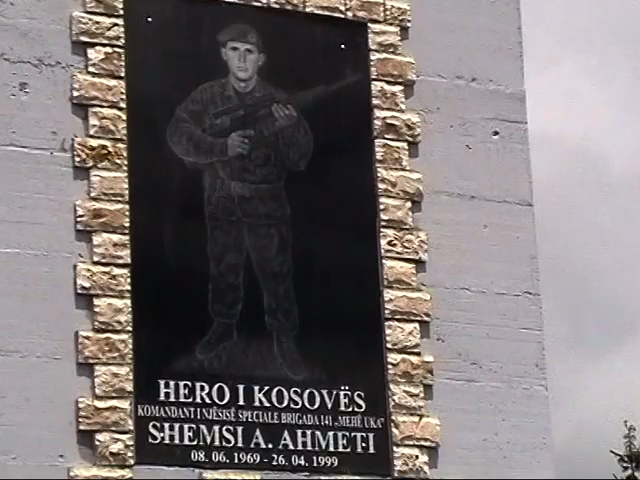 HERO I KOSOVËS
KOMANDANT I NJËSISË SPECIALE BRIGADA 141 „MEHË UKA"
SHEMSI A. AHMETI
08. 06. 1969 - 26. 04. 1999